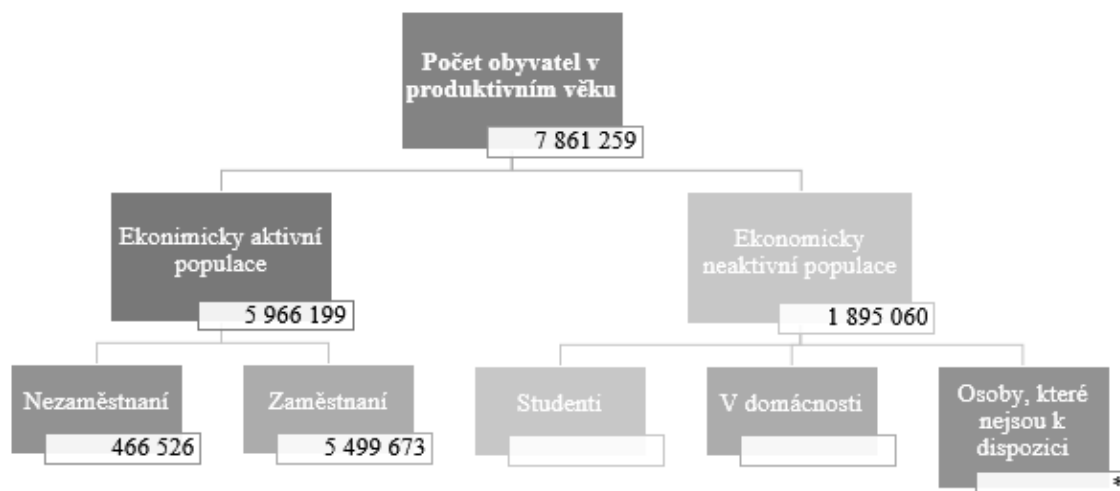 Počet obyvatel v
produktivním věku
7 861 259
Ekonimicky aktivní
populace
5 966 199
Ekonomicky
neaktivní populace
1 895 060
Nezaměstnaní
466 526
Zaměstnaní
5 499 673
Studenti
V domácnosti
Osoby, které
nejsou k
dispozici